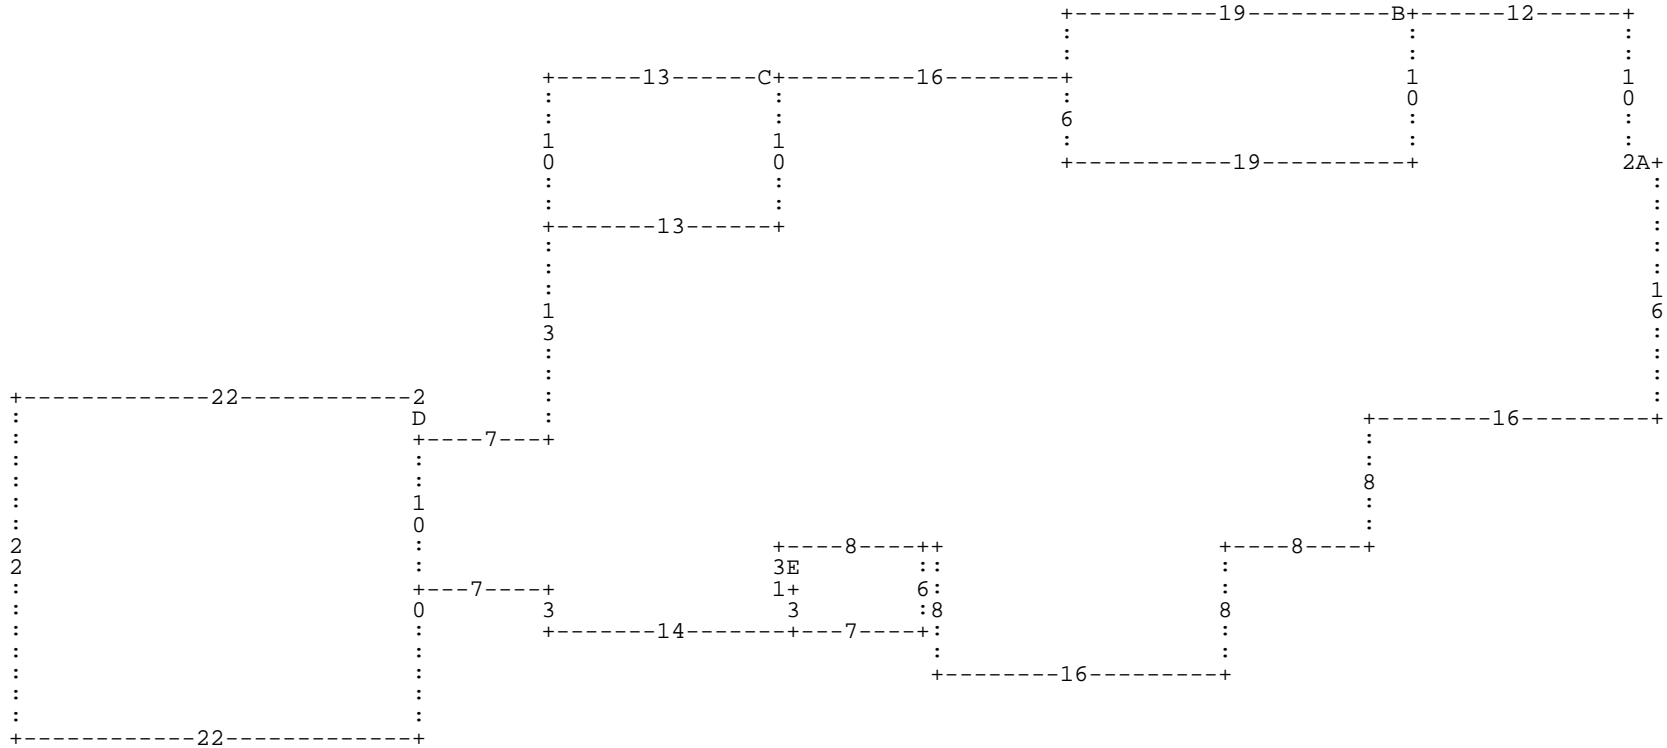 +----------19----------B+------12------+
                                                                         :                       :              :
                                                                         :                       :              :
                                     +------13------C+---------16--------+                       1              1
                                     :               :                   :                       0              0
                                     :               :                   6                       :              :
                                     1               1                   :                       :              :
                                     0               0                   +-----------19----------+              2A+
                                     :               :                                                            :
                                     :               :                                                            :
                                     +-------13------+                                                            :
                                     :                                                                            :
                                     :                                                                            :
                                     :                                                                            1
                                     1                                                                            6
                                     3                                                                            :
                                     :                                                                            :
                                     :                                                                            :
+-------------22------------2        :                                                                            :
:                           D        :                                                        +--------16---------+
:                           +----7---+                                                        :
:                           :                                                                 :
:                           :                                                                 8
:                           1                                                                 :
:                           0                                                                 :
2                           :                        +----8----++                   +----8----+
2                           :                        3E        ::                   :
:                           +---7----+               1+        6:                   :
:                           0        3                3        :8                   8
:                           :        +-------14-------+---7----+:                   :
:                           :                                   :                   :
:                           :                                   +--------16---------+
:                           :
:                           :
+------------22-------------+